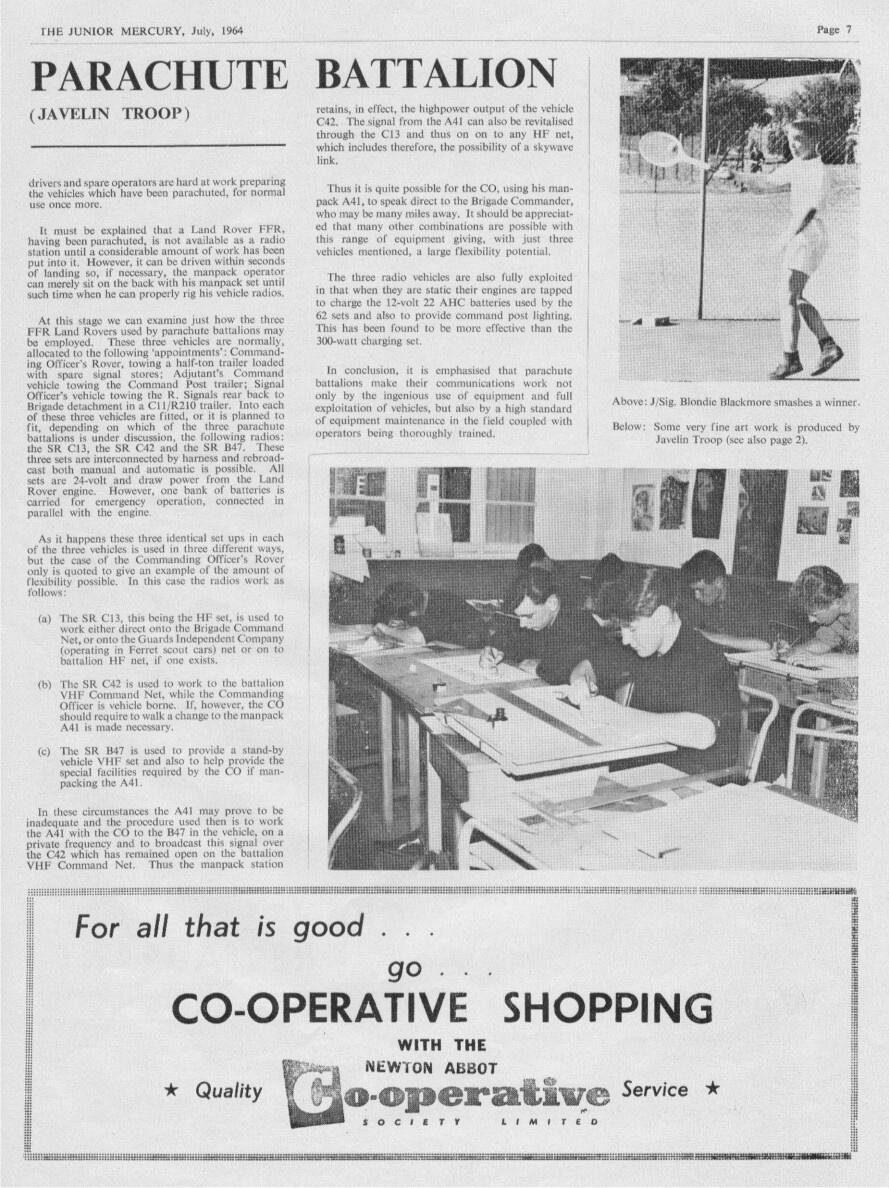 THE JUNIOR MERCURY, July, 1964
Page 7
PARACHUTE BATTALION
(JAVELIN TROOP)
drivers and spare operators are hard at work preparing
the vehicles which have been parachuted, for normal
use once more.
It must be explained that a Land Rover FFR,
having been parachuted, is not available as a radio
station until a considerable amount of work has been
put into it. However, it can be driven within seconds
of landing so, if necessary, the manpack operator
can merely sit on the back with his manpack set until
such time when he can properly rig his vehicle radios.
At this stage we can examine just how the three
FFR Land Rovers used by parachute battalions may
be employed. These three vehicles are normally,
allocated to the following 'appointments': Command-
ing Officer's Rover, towing a half-ton trailer loaded
with spare signal stores; Adjutant's Command
vehicle towing the Command Post trailer; Signal
Officer's vehicle towing the R. Signals rear back to
Brigade detachment in a C11/R210 trailer. Into each
of these three vehicles are fitted, or it is planned to
fit, depending on which of the three parachute
battalions is under discussion, the following radios:
the SR C13, the SR C42 and the SR B47. These
three sets are interconnected by harness and rebroad-
cast both manual and automatic is possible. All
sets are 24-volt and draw power from the Land
Rover engine. However, one bank of batteries is
carried for emergency operation, connected in
parallel with the engine.
As it happens these three identical set ups in each
of the three vehicles is used in three different ways,
but the case of the Commanding Officer's Rover
only is quoted to give an example of the amount of
flexibility possible. In this case the radios work as
follows:
(a) The SR C13, this being the HF set, is used to
work either direct onto the Brigade Command
Net, or onto the Guards Independent Company
(operating in Ferret scout cars) net or on to
battalion HF net, if one exists.
(b) The SR C42 is used to work to the battalion
VHF Command Net, while the Commanding
Officer is vehicle borne. If, however, the CO
should require to walk a change to the manpack
A41 is made necessary.
(c) The SR B47 is used to provide a stand-by
vehicle VHF set and also to help provide the
special facilities required by the CO if man-
packing the A41.
In these circumstances the A41 may prove to be
inadequate and the procedure used then is to work
the A41 with the CO to the B47 in the vehicle, on a
private frequency and to broadcast this signal over
the C42 which has remained open on the battalion
VHF Command Net. Thus the manpack station
retains, in effect, the highpower output of the vehicle
C42. The signal from the A41 can also be revitalised
through the C13 and thus on on to any HF net,
which includes therefore, the possibility of a skywave
link.
Thus it is quite possible for the CO, using his man-
pack A41, to speak direct to the Brigade Commander,
who may be many miles away. It should be appreciat-
ed that many other combinations are possible with
this range of equipment giving, with just three
vehicles mentioned, a large flexibility potential.
The three radio vehicles are also fully exploited
in that when they are static their engines are tapped
to charge the 12-volt 22 AHC batteries used by the
62 sets and also to provide command post lighting.
This has been found to be more effective than the
300-watt charging set.
In conclusion, it is emphasised that parachute
battalions make their communications work not
only by the ingenious use of equipment and full
exploitation of vehicles, but also by a high standard
of equipment maintenance in the field coupled with
operators being thoroughly trained.
Above: J/Sig. Blondie Blackmore smashes a winner.
Below: Some very fine art work is produced by
Javelin Troop (see also page 2).
For all that is good . . .
go . . .
CO-OPERATIVE SHOPPING
WITH THE
NEWTON ABBOT
★ Quality Co-operative Service ★
SOCIETY LIMITED